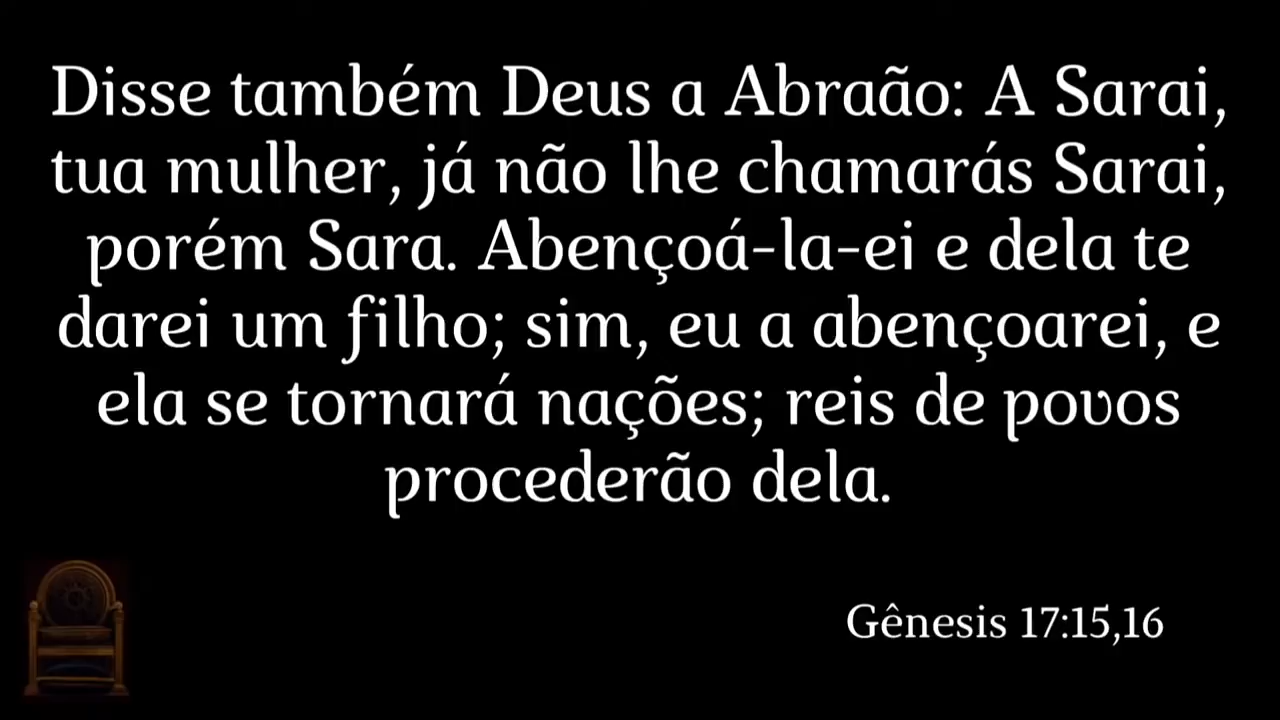 Disse também Deus a Abraão: A Sarai,
tua mulher, já não lhe chamarás Sarai,
porém Sara. Abençoá-la-ei e dela te
darei um filho; sim, eu a abençoarei, e
ela se tornará nações; reis de povos
procederão dela.
Gênesis 17:15,16